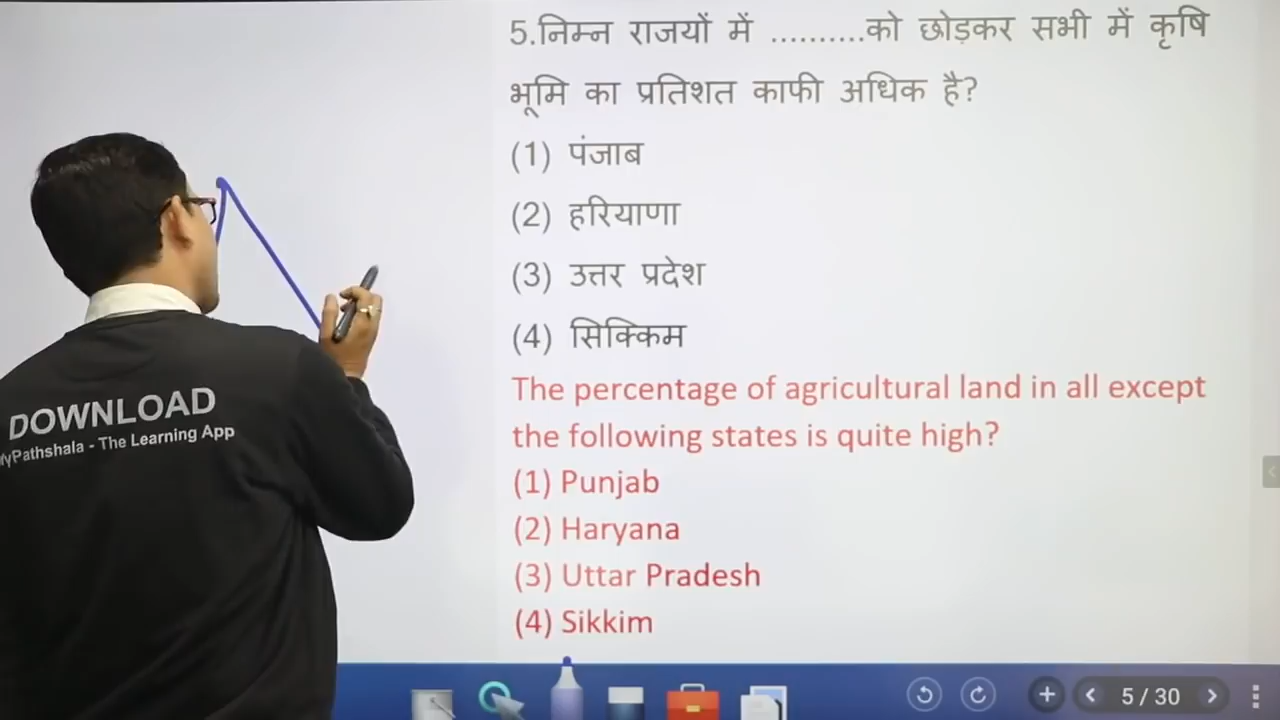 5.निम्न राजयों में ..........को छोड़कर सभी में कृषि
भूमि का प्रतिशत काफी अधिक है?
(1) पंजाब
(2) हरियाणा
(3) उत्तर प्रदेश
(4) सिक्किम
The percentage of agricultural land in all except
the following states is quite high?
(1) Punjab
(2) Haryana
(3) Uttar Pradesh
(4) Sikkim
DOWNLOAD
yPathshala - The Learning App
5 / 30